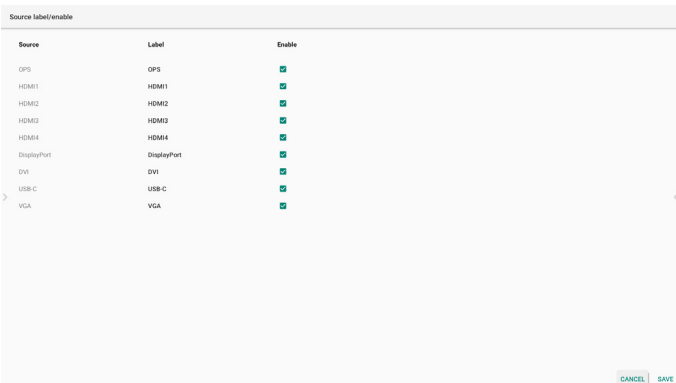 Source label/enable
Source Label Enable
OPS OPS
HDMI1 HDMI1
HDMI2 HDMI2
HDMI3 HDMI3
HDMI4 HDMI4
DisplayPort DisplayPort
DVI DVI
USB-C USB-C
VGA VGA
CANCEL SAVE